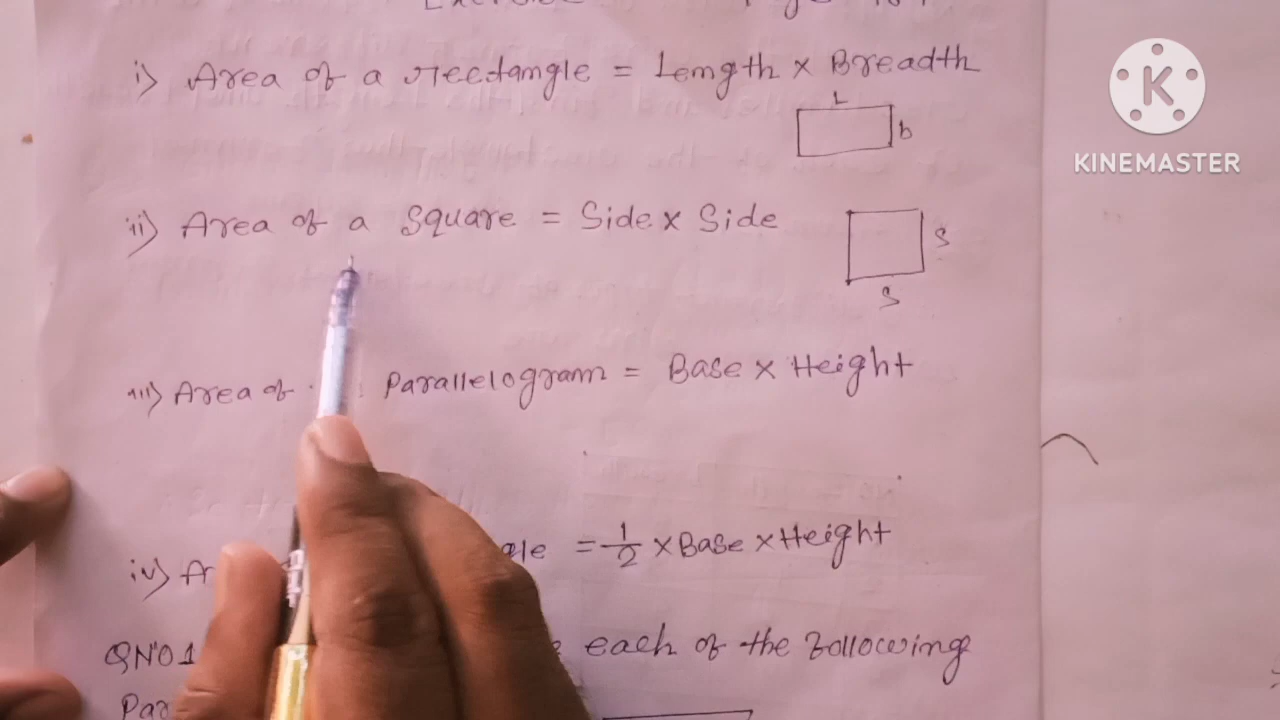 i) Area of a rectangle = Length × Breadth
L
b
K
KINEMASTER
ii) Area of a Square = Side × Side
S
S
iii) Area of Parallelogram = Base × Height
iv) = 1/2 × Base × Height
QNO1 each of the following